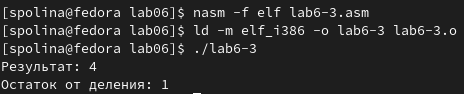 [spolina@fedora lab06]$ nasm -f elf lab6-3.asm
[spolina@fedora lab06]$ ld -m elf_i386 -o lab6-3 lab6-3.o
[spolina@fedora lab06]$ ./lab6-3
Результат: 4
Остаток от деления: 1